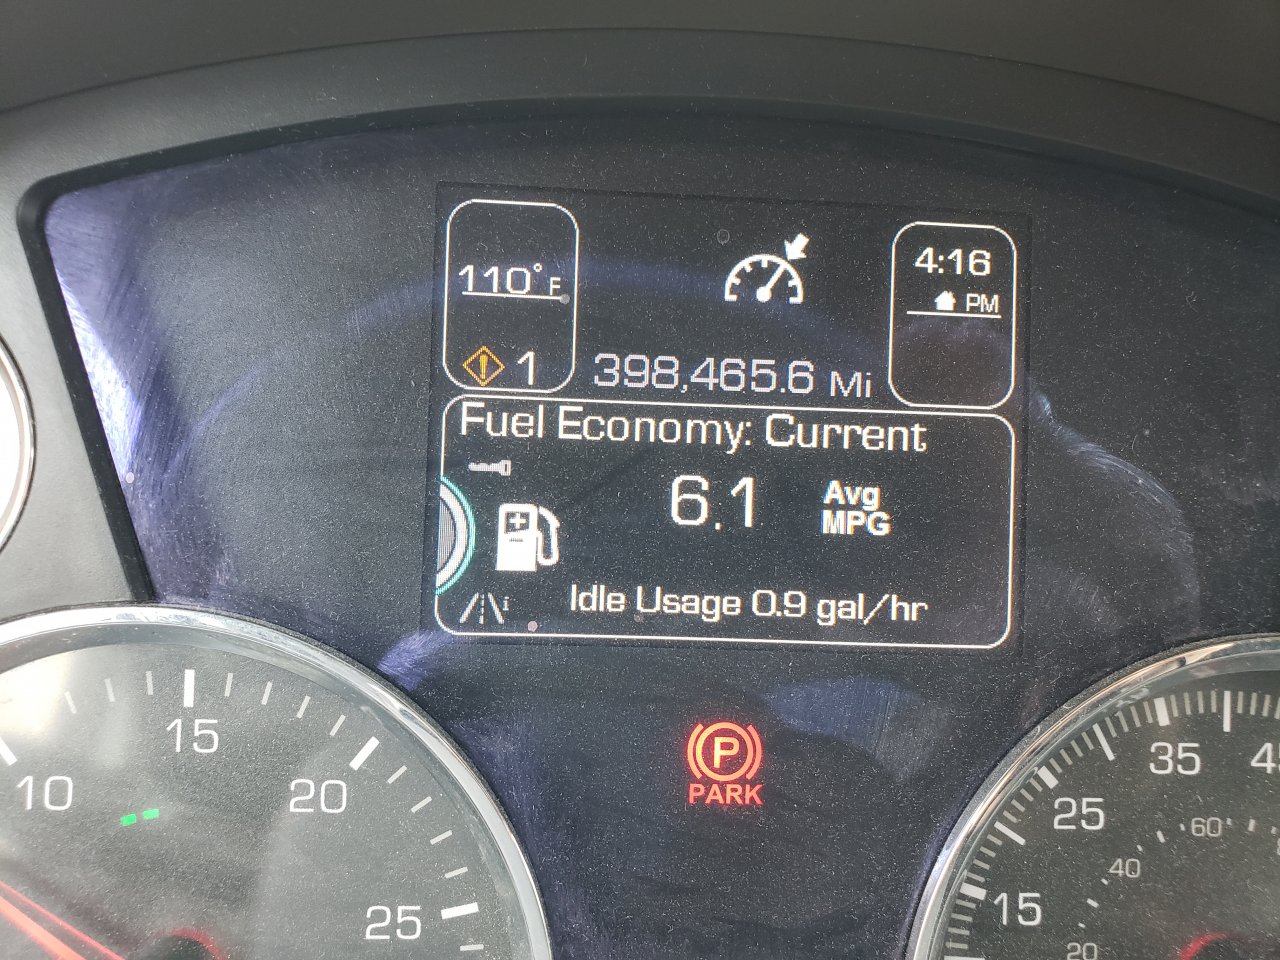 110°F
4:16
PM
1
398,465.6 Mi
Fuel Economy: Current
6.1 Avg MPG
Idle Usage 0.9 gal/hr
P
PARK
10
15
20
25
15
25
35
20
40
60